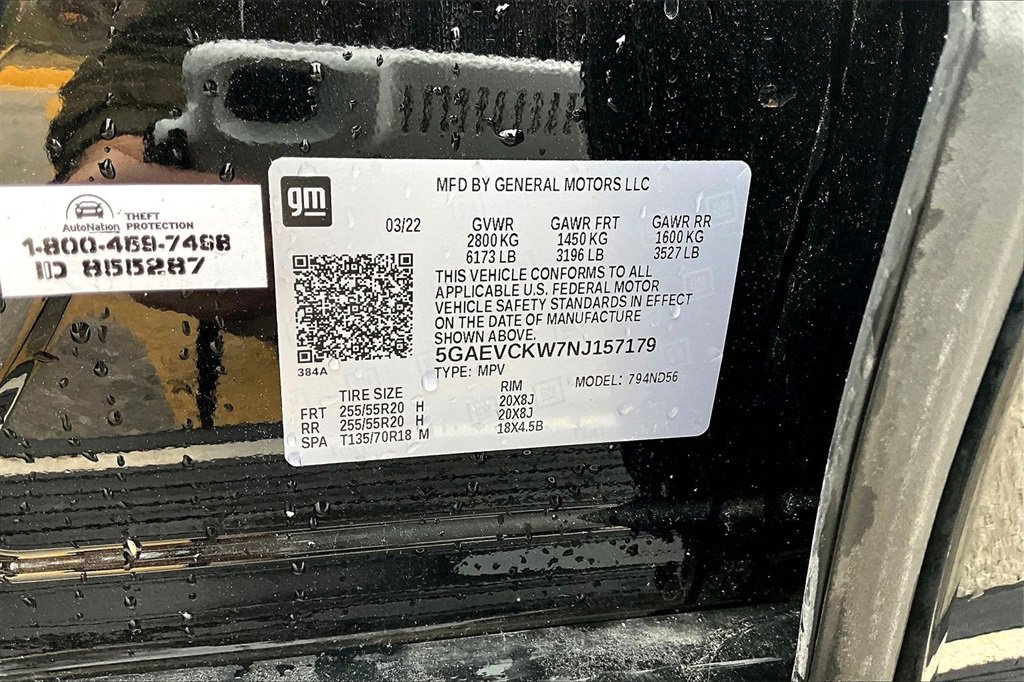 AutoNation
THEFT
PROTECTION
1-800-459-7498
ID 8515287
gm
MFD BY GENERAL MOTORS LLC
03/22 GVWR GAWR FRT GAWR RR
2800 KG 1450 KG 1600 KG
6173 LB 3196 LB 3527 LB
THIS VEHICLE CONFORMS TO ALL
APPLICABLE U.S. FEDERAL MOTOR
VEHICLE SAFETY STANDARDS IN EFFECT
ON THE DATE OF MANUFACTURE
SHOWN ABOVE.
5GAEVCKW7NJ157179
384A
TYPE: MPV MODEL: 794ND56
TIRE SIZE RIM
FRT 255/55R20 H 20X8J
RR 255/55R20 H 20X8J
SPA T135/70R18 M 18X4.5B